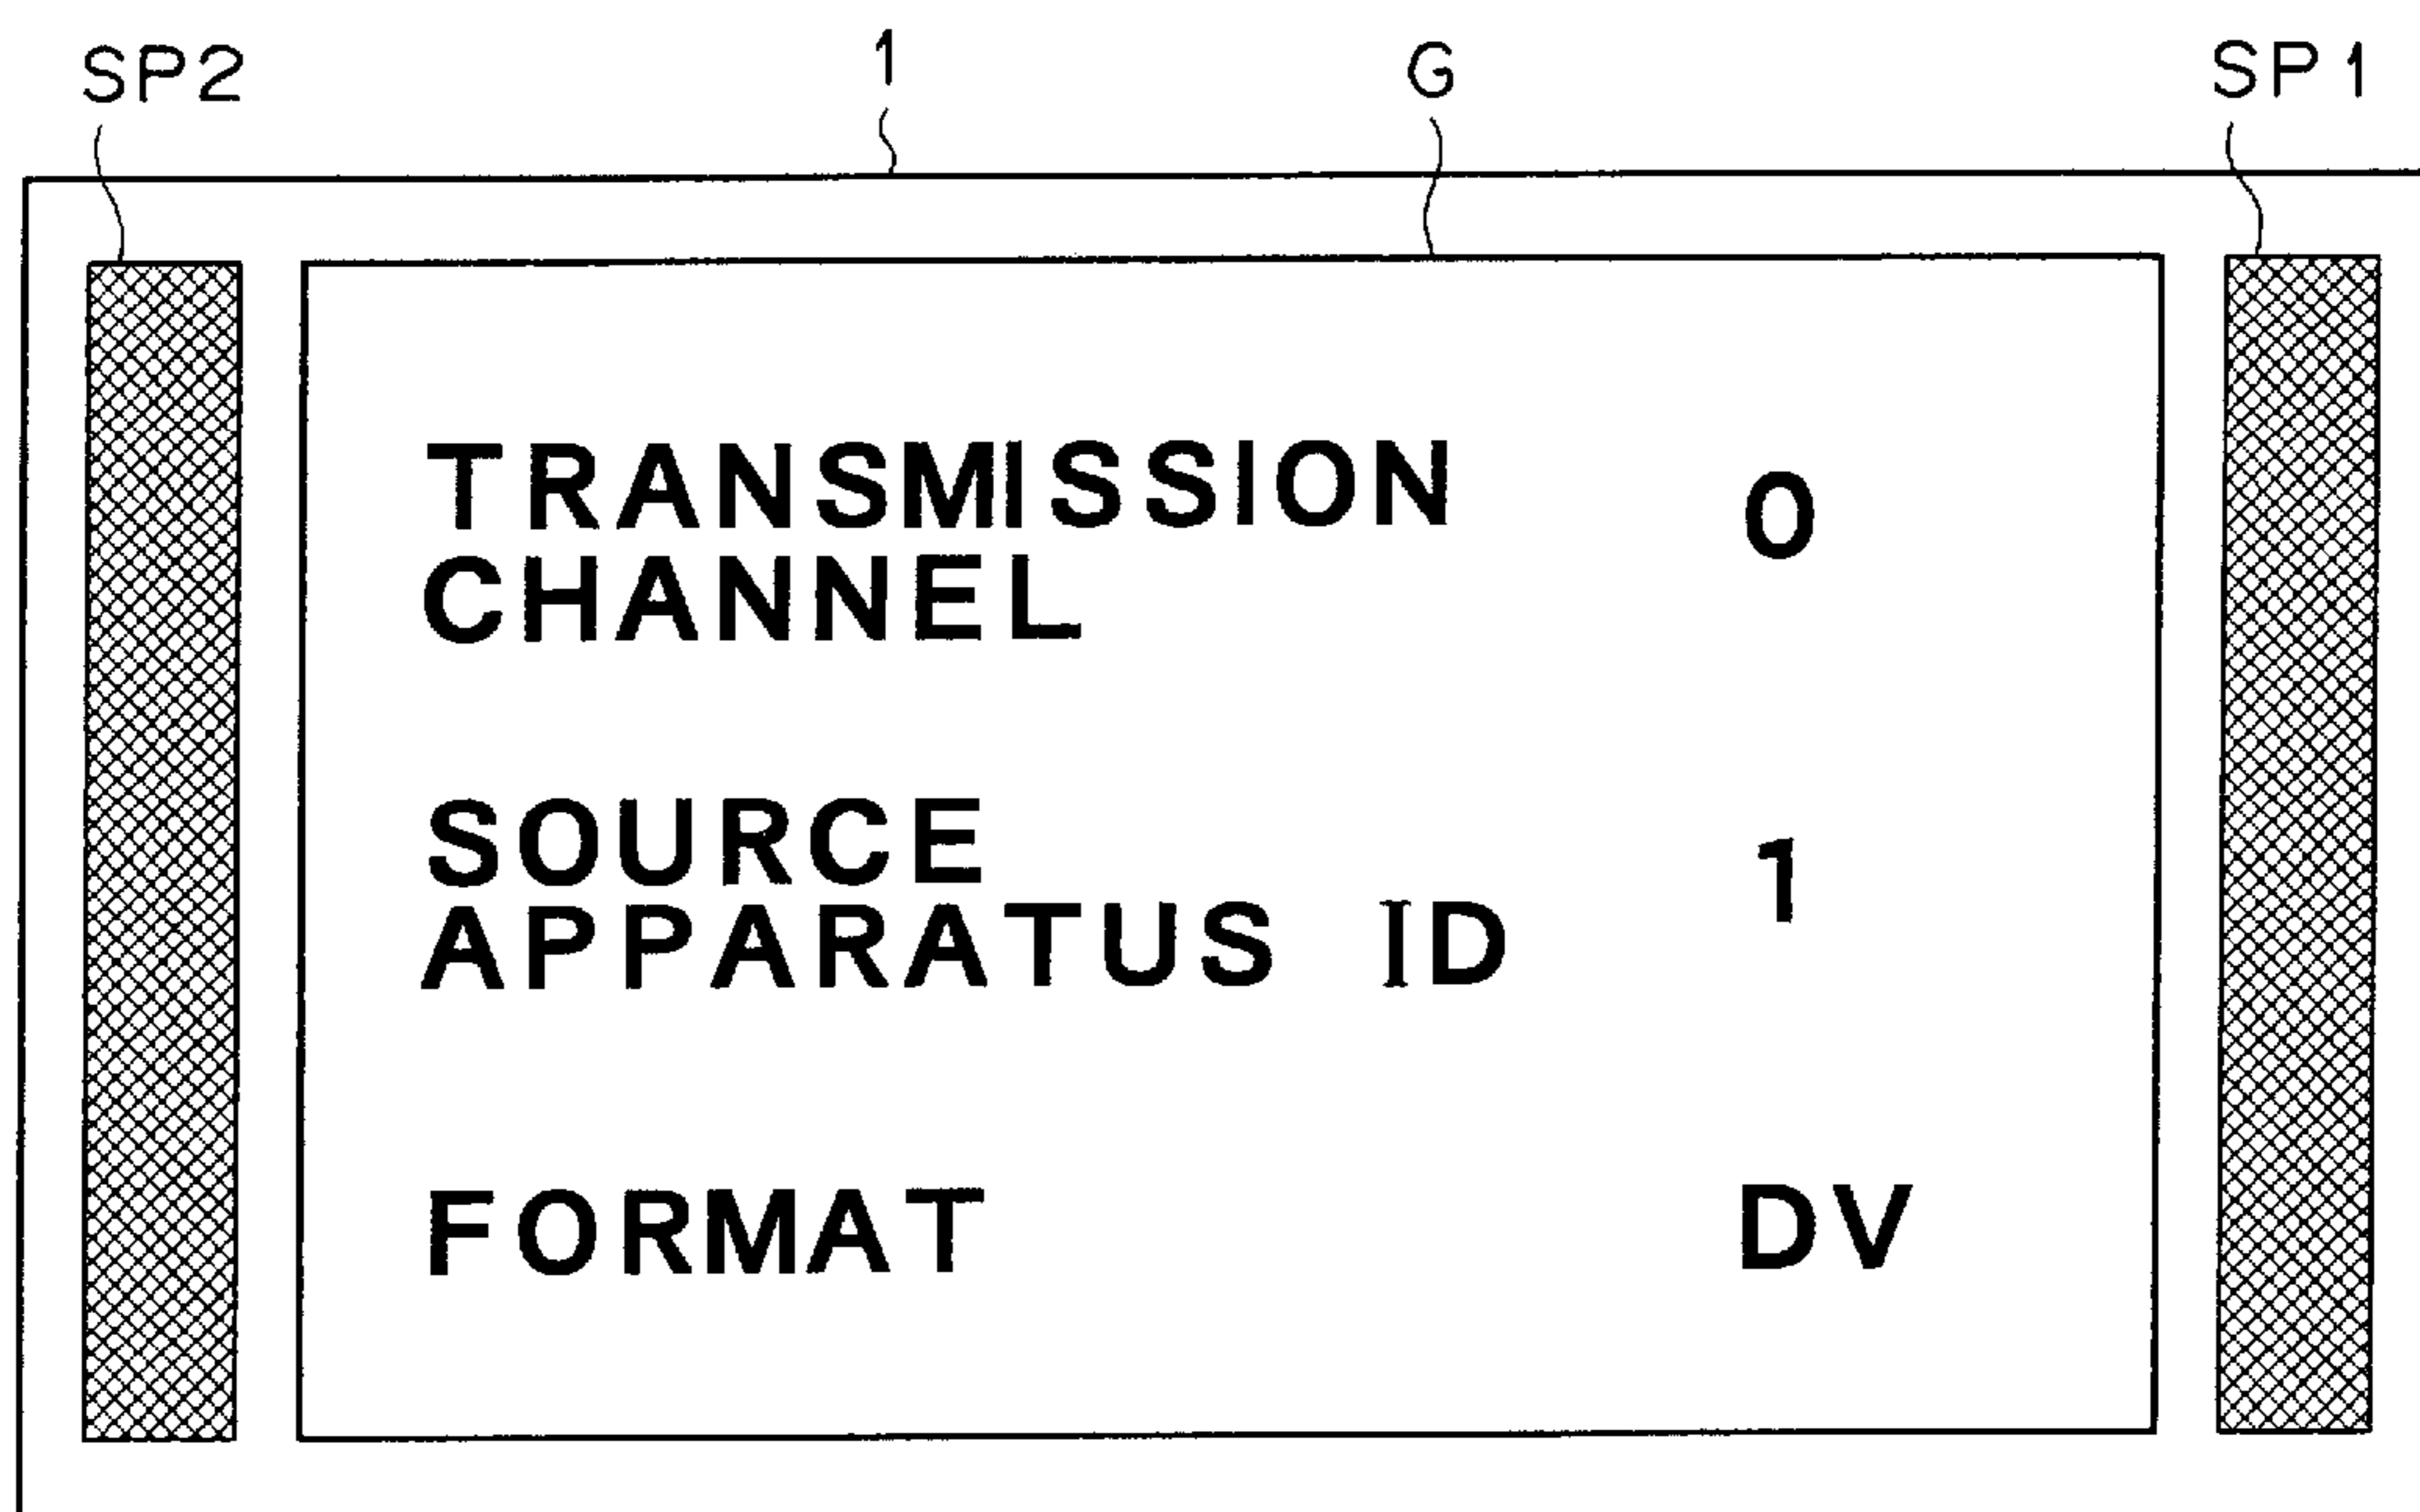 SP2 1 G SP1
TRANSMISSION
CHANNEL 0
SOURCE
APPARATUS ID 1
FORMAT DV